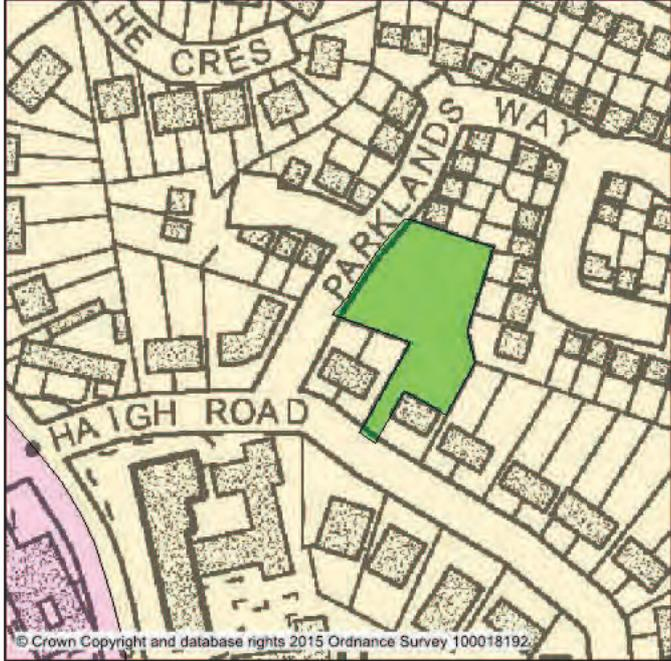 HE CRES
PARKLANDS WAY
HAIGH ROAD
© Crown Copyright and database rights 2015 Ordnance Survey 100018192.